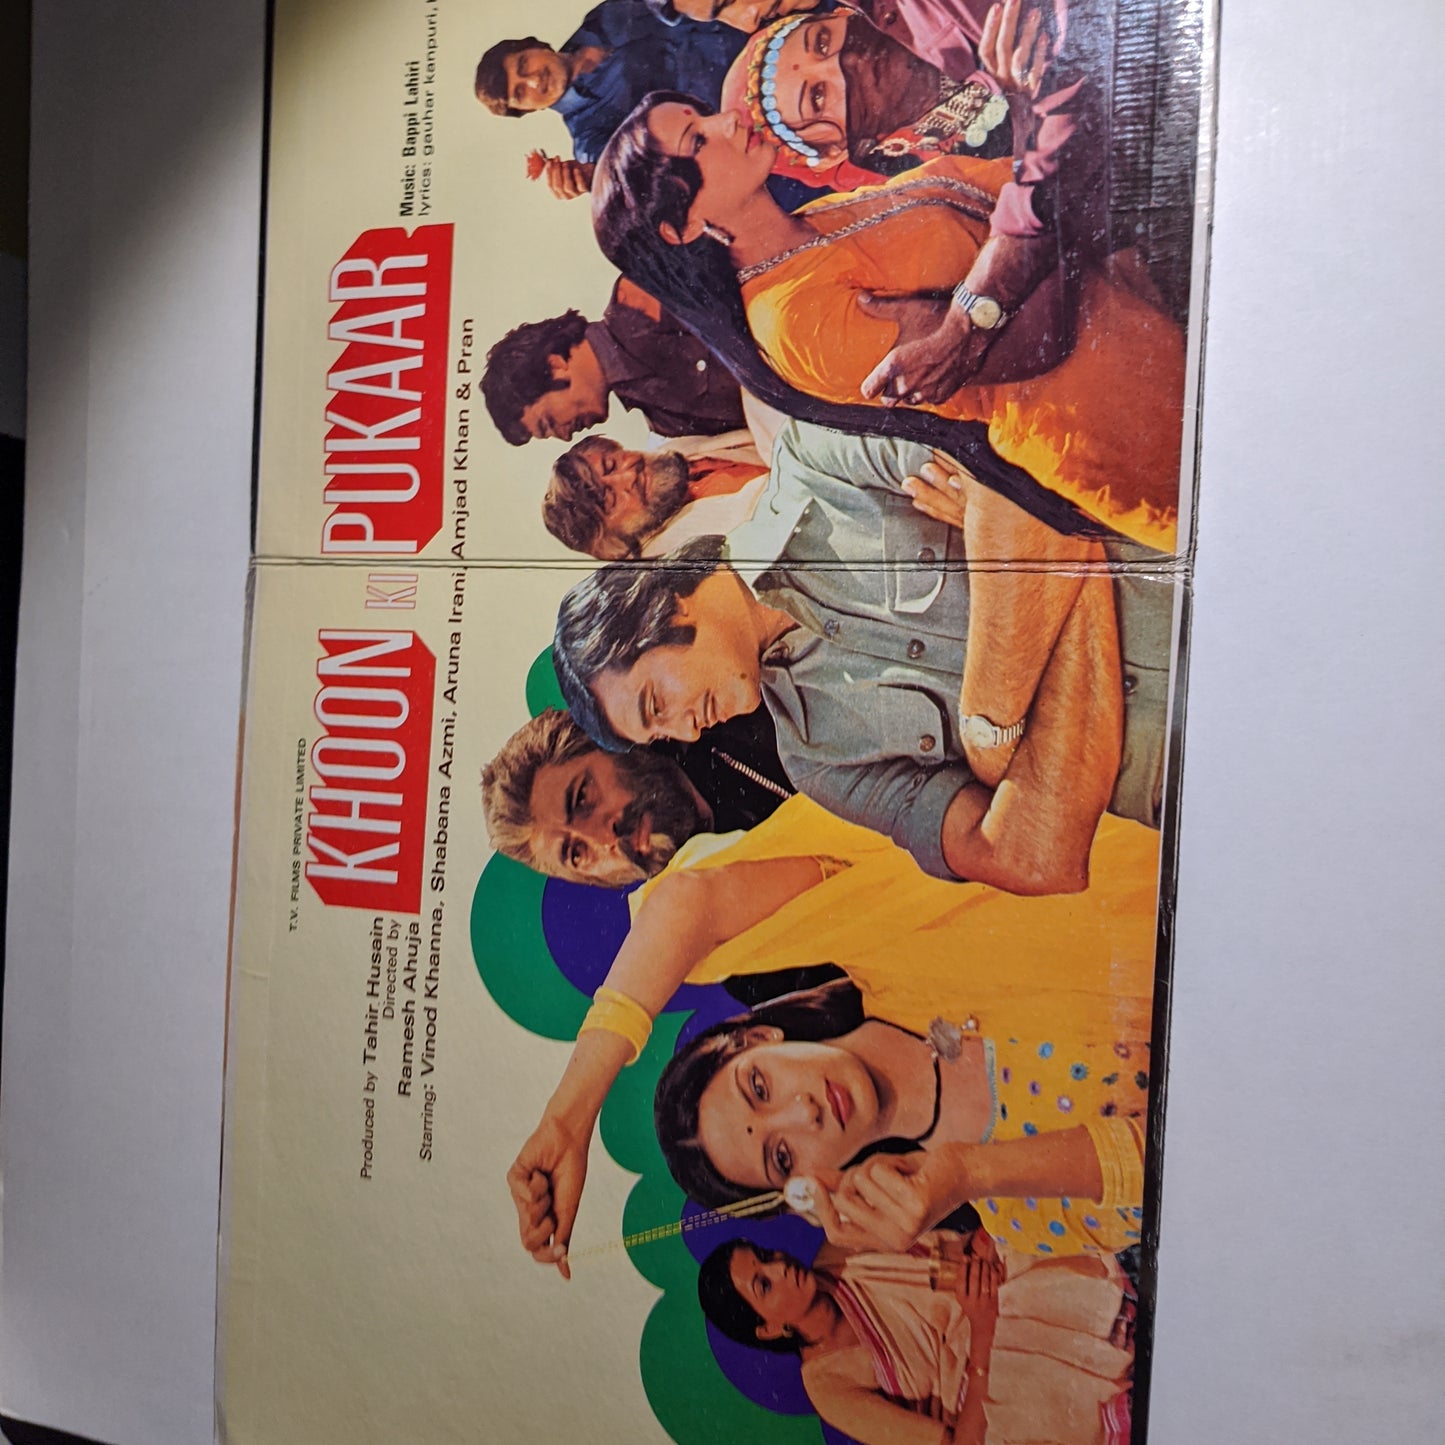 T.V. FILMS PRIVATE LIMITED
KHOON KI PUKAAR
Produced by Tahir Husain
Directed by
Ramesh Ahuja
Music: Bappi Lahiri
lyrics: gauhar kanpuri,
Starring: Vinod Khanna, Shabana Azmi, Aruna Irani, Amjad Khan & Pran